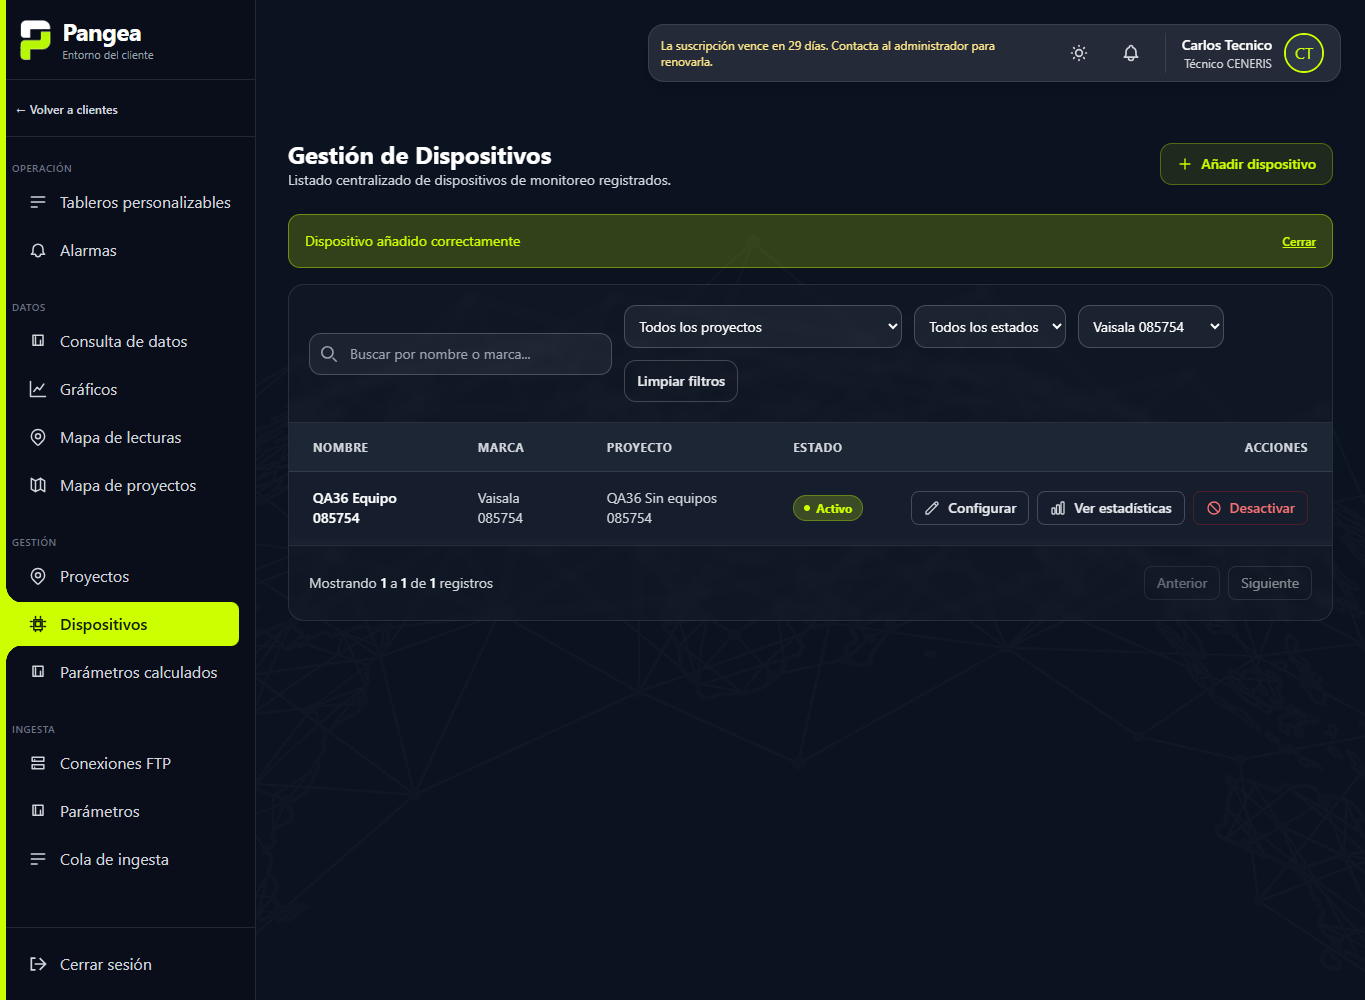 Pangea
Entorno del cliente
← Volver a clientes
OPERACIÓN
Tableros personalizables
Alarmas
DATOS
Consulta de datos
Gráficos
Mapa de lecturas
Mapa de proyectos
GESTIÓN
Proyectos
Dispositivos
Parámetros calculados
INGESTA
Conexiones FTP
Parámetros
Cola de ingesta
Cerrar sesión
La suscripción vence en 29 días. Contacta al administrador para
renovarla.
Carlos Tecnico
Técnico CENERIS
CT
Gestión de Dispositivos
Listado centralizado de dispositivos de monitoreo registrados.
+ Añadir dispositivo
Dispositivo añadido correctamente
Cerrar
Buscar por nombre o marca...
Todos los proyectos
Todos los estados
Vaisala 085754
Limpiar filtros
NOMBRE MARCA PROYECTO ESTADO ACCIONES
QA36 Equipo
085754
Vaisala
085754
QA36 Sin equipos
085754
Activo
Configurar
Ver estadísticas
Desactivar
Mostrando 1 a 1 de 1 registros
Anterior
Siguiente